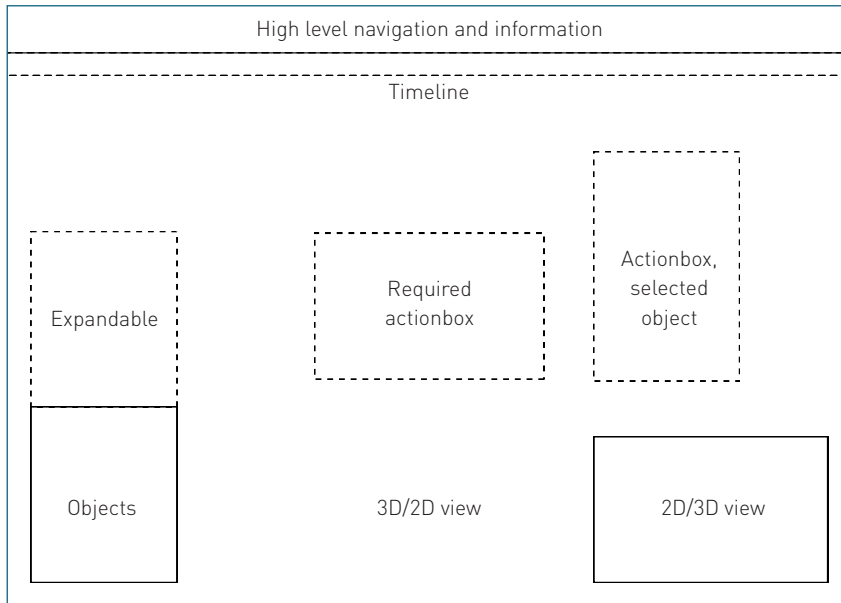 High level navigation and information
Timeline
Expandable
Required
actionbox
Actionbox,
selected
object
Objects
3D/2D view
2D/3D view